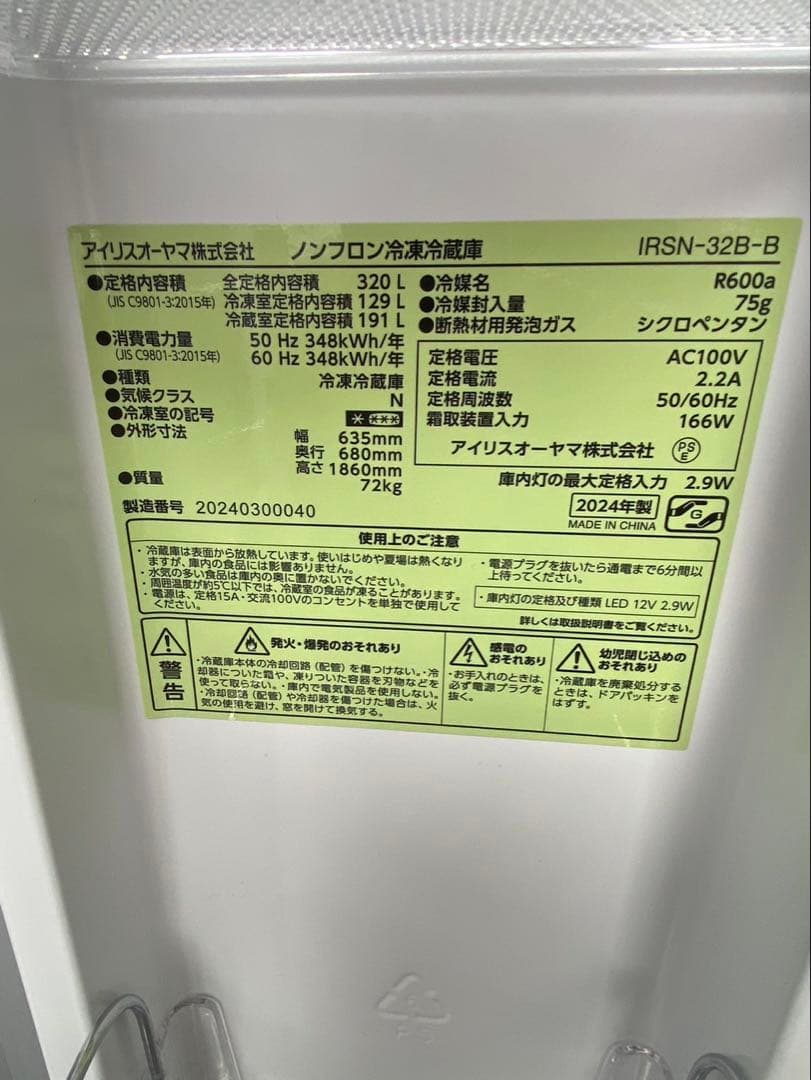 アイリスオーヤマ株式会社 ノンフロン冷凍冷蔵庫 IRSN-32B-B
●定格内容積 全定格内容積 320 L
(JIS C9801-3:2015年) 冷凍室定格内容積 129 L
冷蔵室定格内容積 191 L
●消費電力量 50 Hz 348kWh/年
(JIS C9801-3:2015年) 60 Hz 348kWh/年
●種類 冷凍冷蔵庫
●気候クラス N
●冷凍室の記号
●外形寸法 幅 635mm
奥行 680mm
高さ 1860mm
●質量 72kg
製造番号 20240300040
●冷媒名 R600a
●冷媒封入量 75g
●断熱材用発泡ガス シクロペンタン
定格電圧 AC100V
定格電流 2.2A
定格周波数 50/60Hz
霜取装置入力 166W
アイリスオーヤマ株式会社 PSE
庫内灯の最大定格入力 2.9W
2024年製
MADE IN CHINA
G
使用上のご注意
・冷蔵庫は表面から放熱しています。使いはじめや夏場は熱くなり
ますが、庫内の食品には影響ありません。
・水気の多い食品は庫内の奥に置かないでください。
・周囲温度が約5℃以下では、冷蔵室の食品が凍ることがあります。
・電源は、定格15A・交流100Vのコンセントを単独で使用して
ください。
・電源プラグを抜いたら通電まで6分間以
上待ってください。
・庫内灯の定格及び種類 LED 12V 2.9W
詳しくは取扱説明書をご覧ください。
警告
発火・爆発のおそれあり
・冷蔵庫本体の冷却回路（配管）を傷つけない。・冷
却器についた霜や、凍りついた容器を刃物などを
使って取らない。・庫内で電気製品を使用しない。
・冷却回路（配管）や冷却器を傷つけた場合は、火
気の使用を避け、窓を開けて換気する。
感電の
おそれあり
・お手入れのときは、
必ず電源プラグを
抜く。
幼児閉じ込めの
おそれあり
・冷蔵庫を廃棄処分する
ときは、ドアパッキンを
はずす。